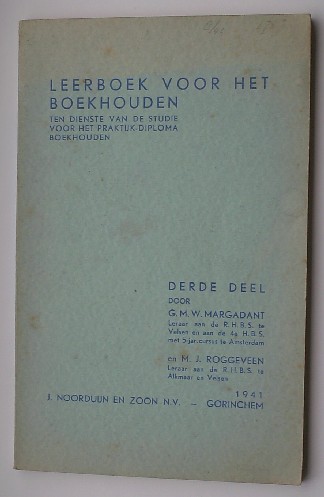 LEERBOEK VOOR HET
BOEKHOUDEN
TEN DIENSTE VAN DE STUDIE
VOOR HET PRAKTIJK-DIPLOMA
BOEKHOUDEN
DERDE DEEL
DOOR
G. M. W. MARGADANT
Leraar aan de R.H.B.S. te
Velsen en aan de 4e H.B.S.
met 5-jar. cursus te Amsterdam
en M. J. ROGGEVEEN
Leraar aan de R.H.B.S. te
Alkmaar en Velsen
1941
J. NOORDUIJN EN ZOON N.V. – GORINCHEM